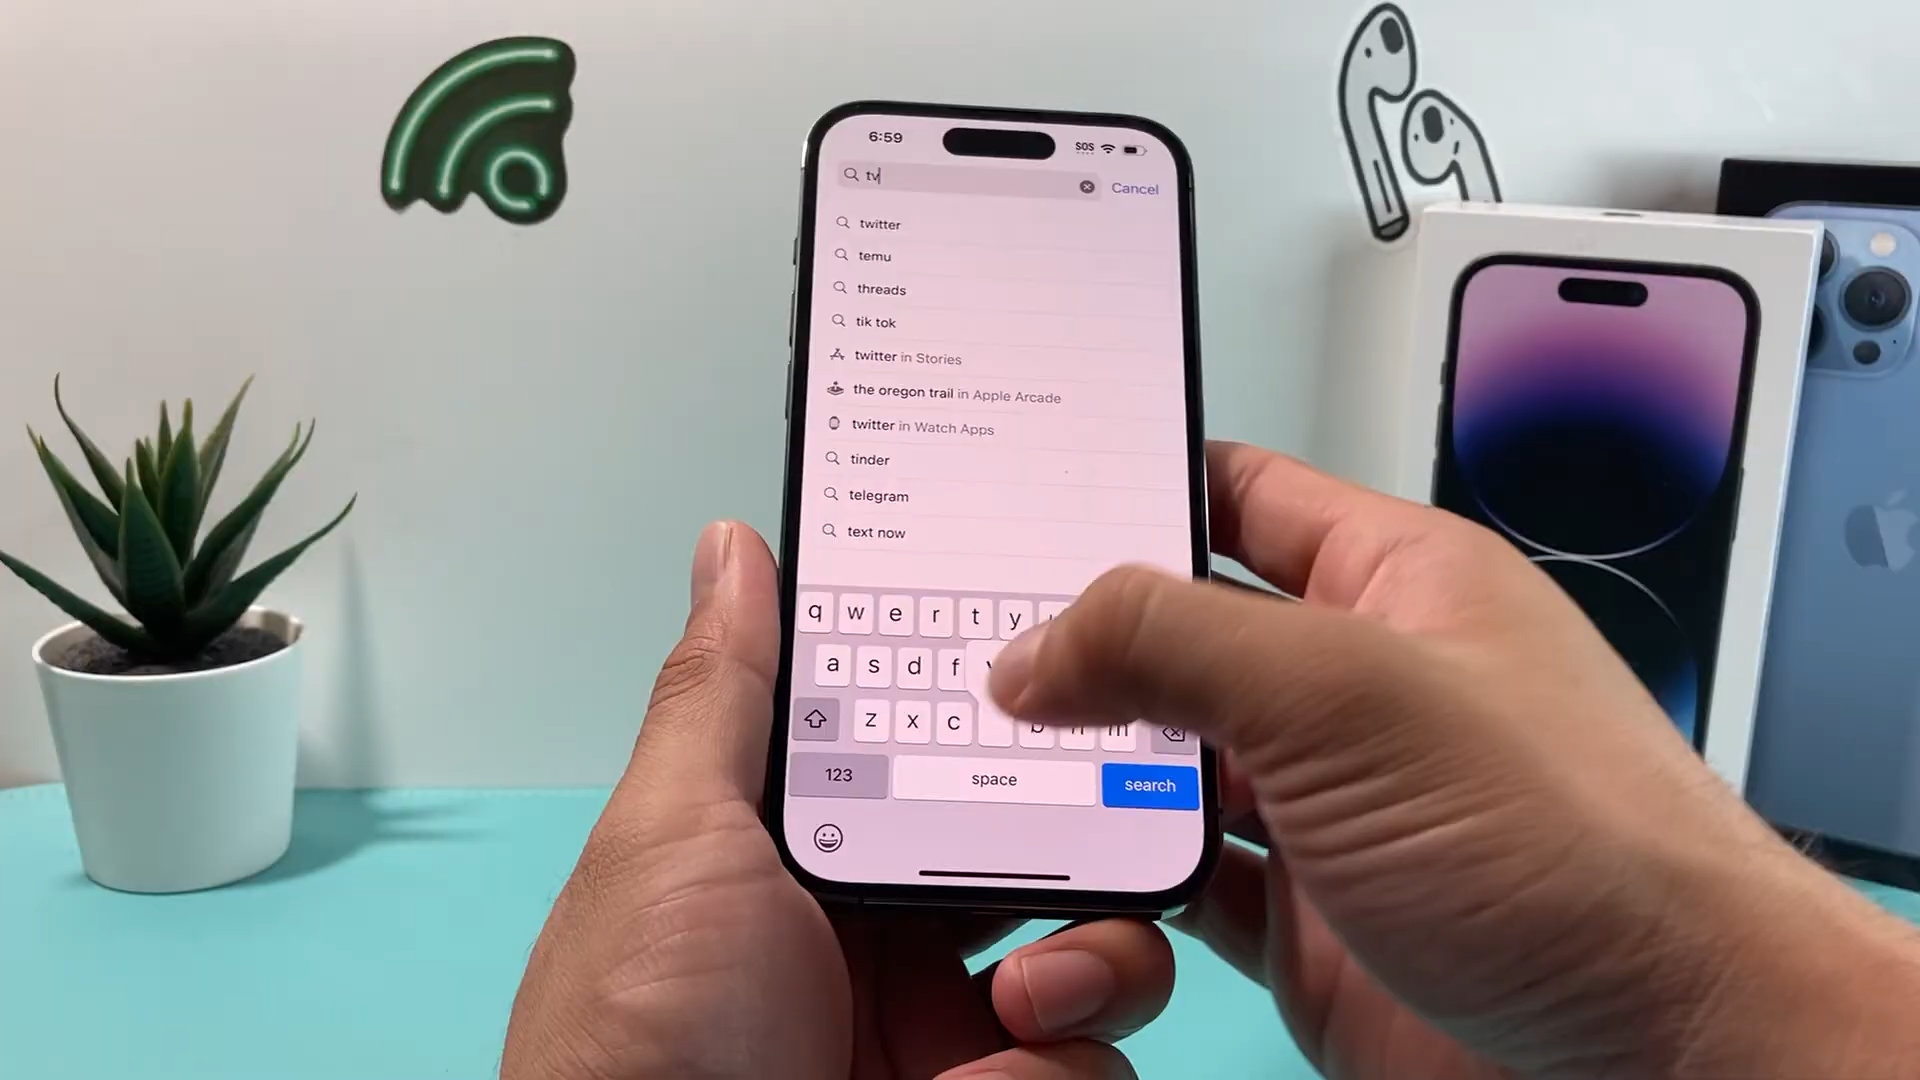 6:59 SOS
tv Cancel
twitter
temu
threads
tik tok
twitter in Stories
the oregon trail in Apple Arcade
twitter in Watch Apps
tinder
telegram
text now
q w e r t y
a s d f v
z x c b n m
123 space search